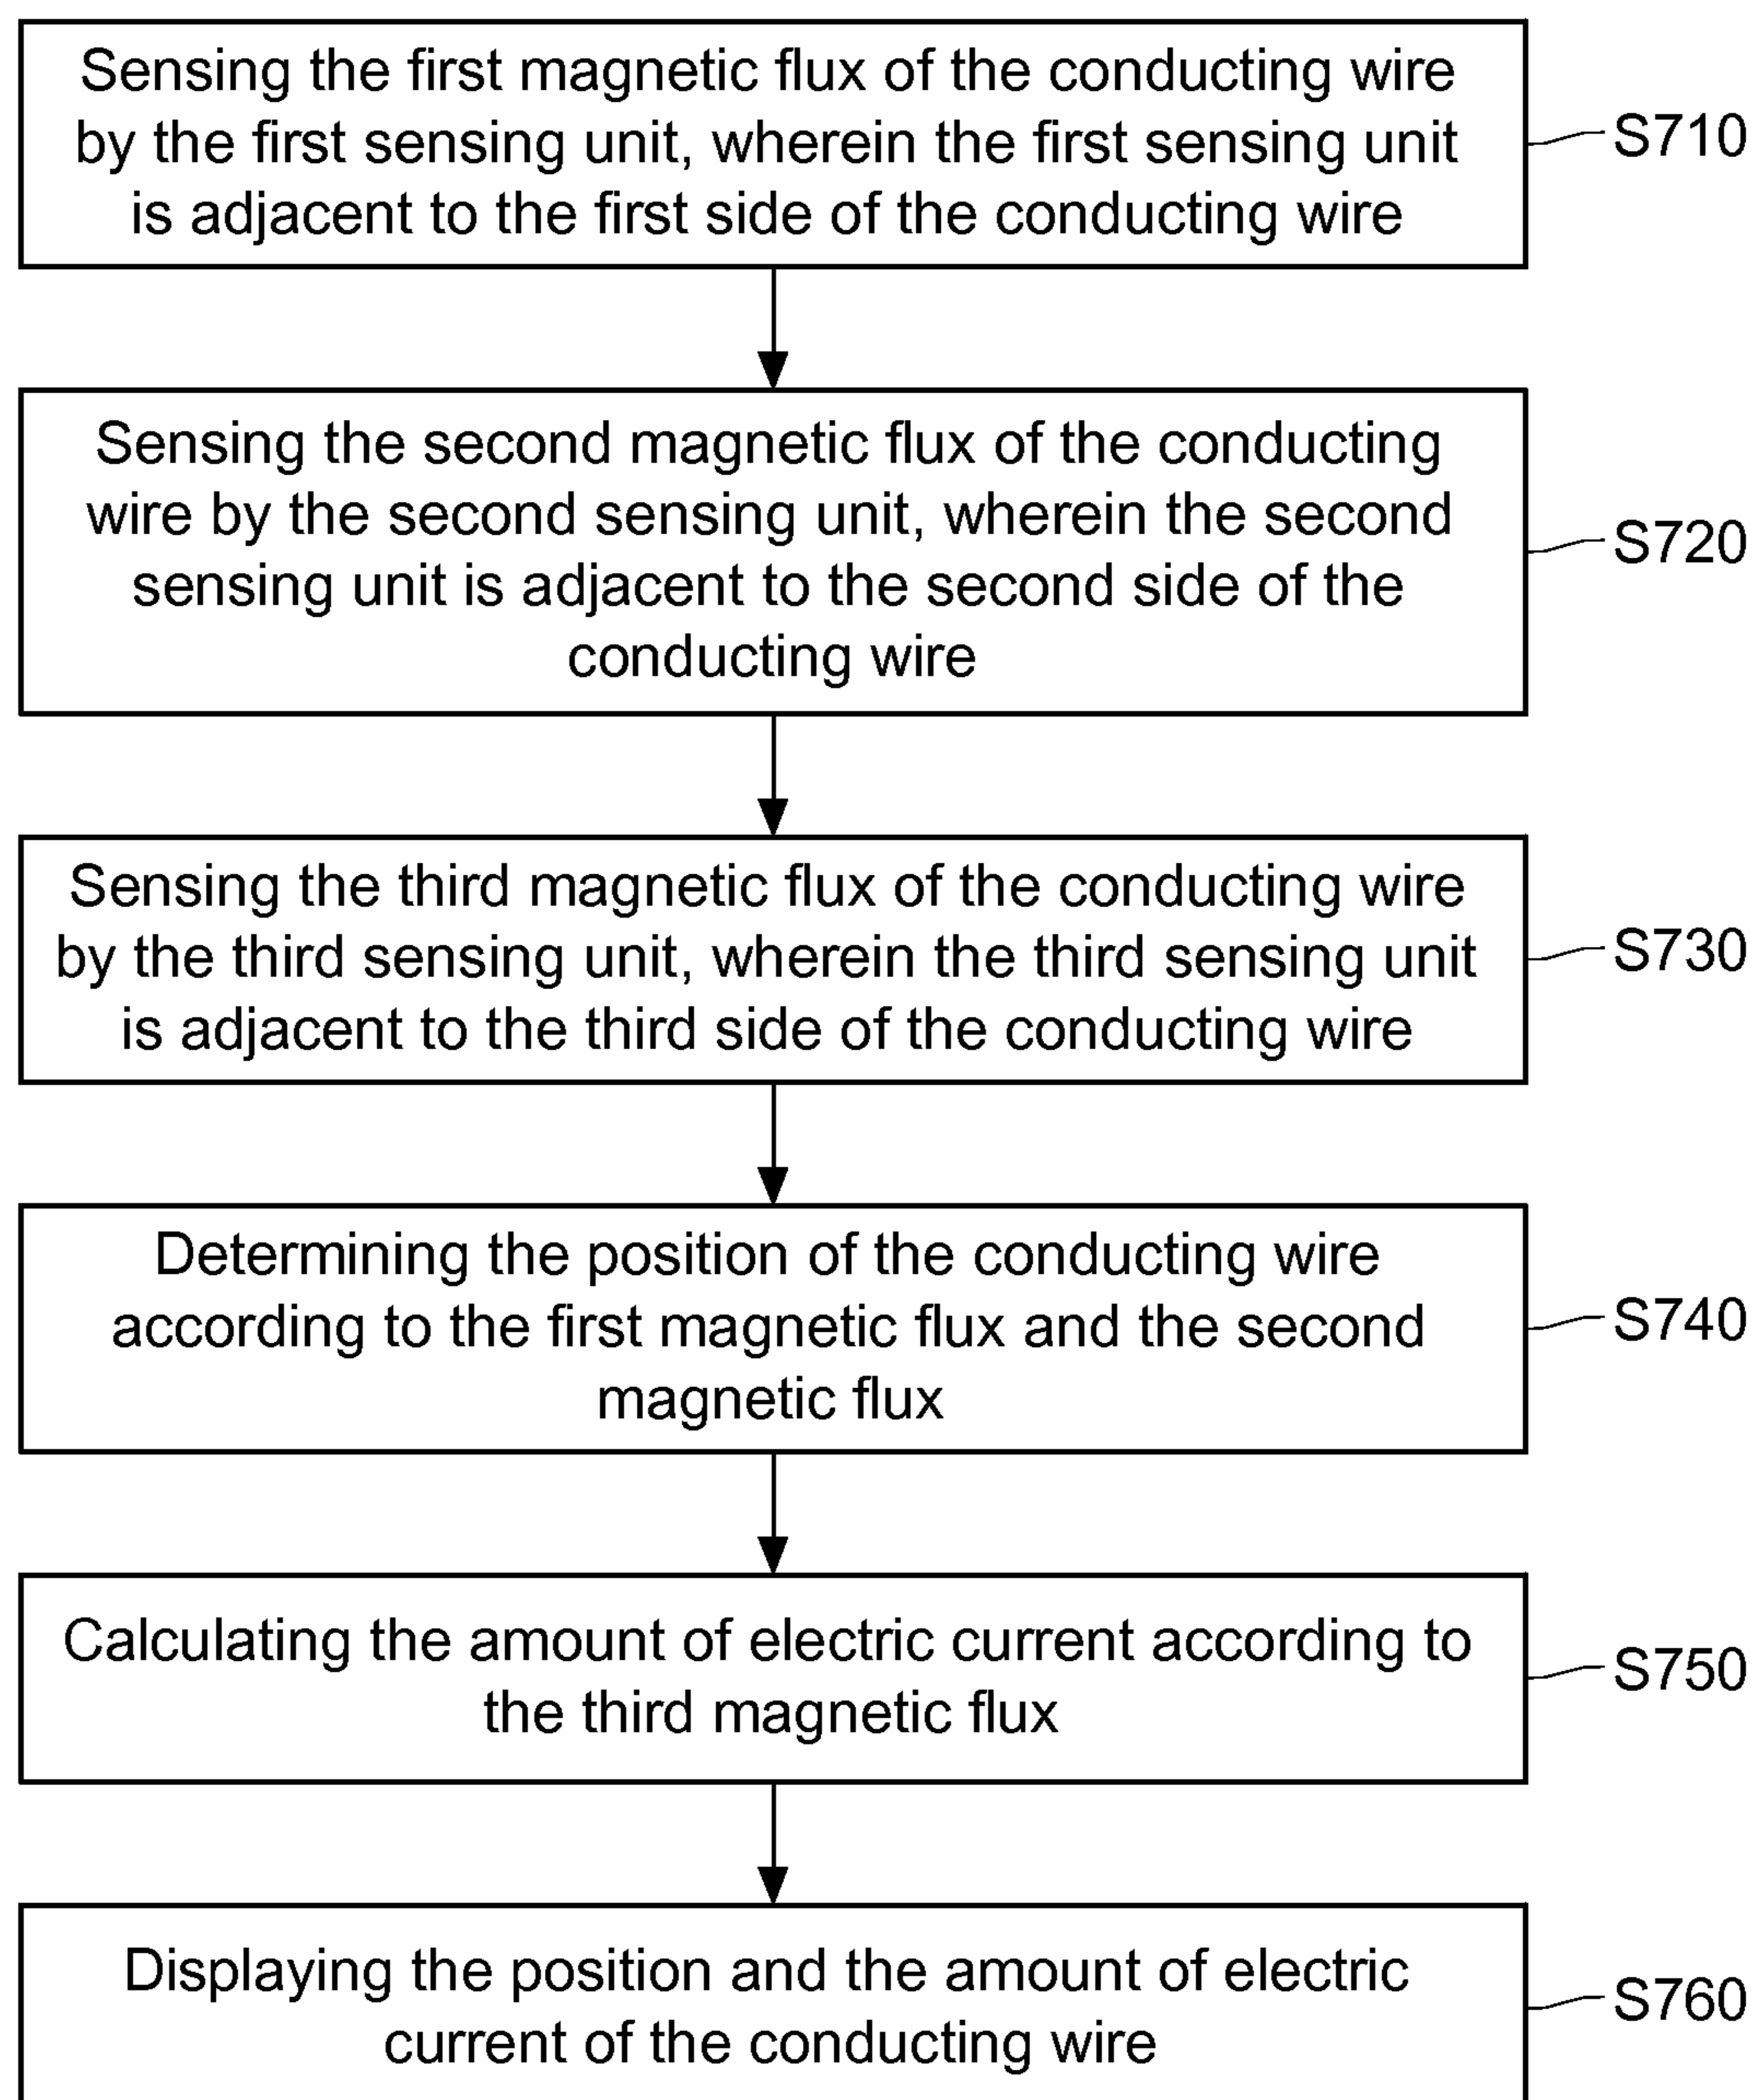 Sensing the first magnetic flux of the conducting wire
by the first sensing unit, wherein the first sensing unit
is adjacent to the first side of the conducting wire
S710
Sensing the second magnetic flux of the conducting
wire by the second sensing unit, wherein the second
sensing unit is adjacent to the second side of the
conducting wire
S720
Sensing the third magnetic flux of the conducting wire
by the third sensing unit, wherein the third sensing unit
is adjacent to the third side of the conducting wire
S730
Determining the position of the conducting wire
according to the first magnetic flux and the second
magnetic flux
S740
Calculating the amount of electric current according to
the third magnetic flux
S750
Displaying the position and the amount of electric
current of the conducting wire
S760